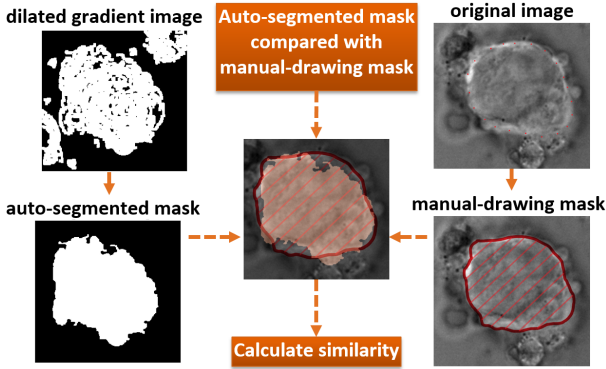 dilated gradient image
Auto-segmented mask
compared with
manual-drawing mask
original image
auto-segmented mask
manual-drawing mask
Calculate similarity